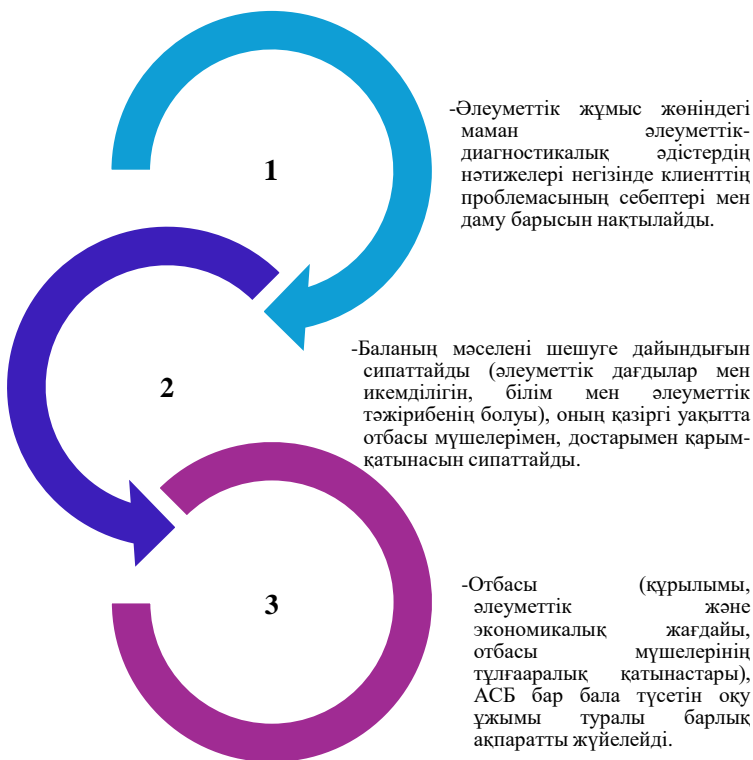 1
-Әлеуметтік жұмыс жөніндегі
маман әлеуметтік-
диагностикалық әдістердің
нәтижелері негізінде клиенттің
проблемасының себептері мен
даму барысын нақтылайды.
2
-Баланың мәселені шешуге дайындығын
сипаттайды (әлеуметтік дағдылар мен
икемділігін, білім мен әлеуметтік
тәжірибенің болуы), оның қазіргі уақытта
отбасы мүшелерімен, достарымен қарым-
қатынасын сипаттайды.
3
-Отбасы (құрылымы,
әлеуметтік және
экономикалық жағдайы,
отбасы мүшелерінің
тұлғааралық қатынастары),
АСБ бар бала түсетін оқу
ұжымы туралы барлық
ақпаратты жүйелейді.